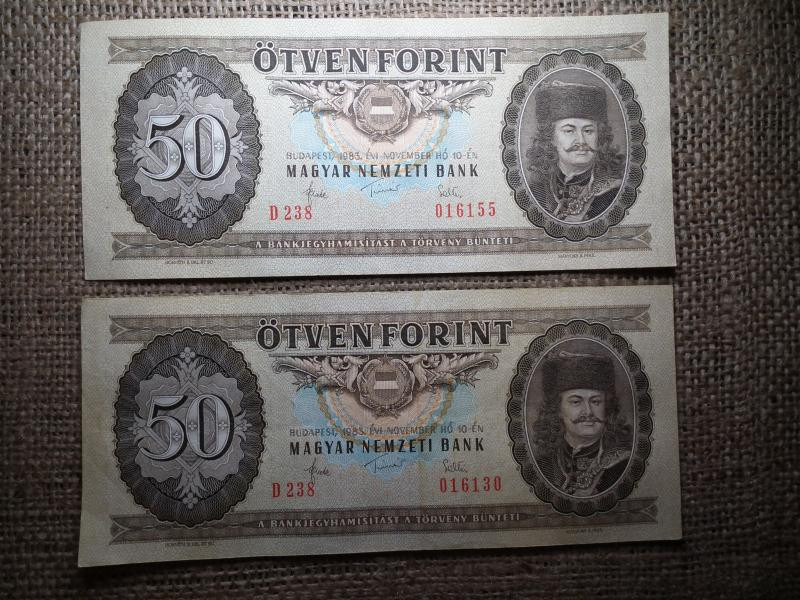 ÖTVEN FORINT
50
BUDAPEST, 1983. ÉVI NOVEMBER HÓ 10-ÉN
MAGYAR NEMZETI BANK
D 238 016155
A BANKJEGYHAMISÍTÁST A TÖRVÉNY BÜNTETI
ÖTVEN FORINT
50
BUDAPEST, 1983. ÉVI NOVEMBER HÓ 10-ÉN
MAGYAR NEMZETI BANK
D 238 016130
A BANKJEGYHAMISÍTÁST A TÖRVÉNY BÜNTETI